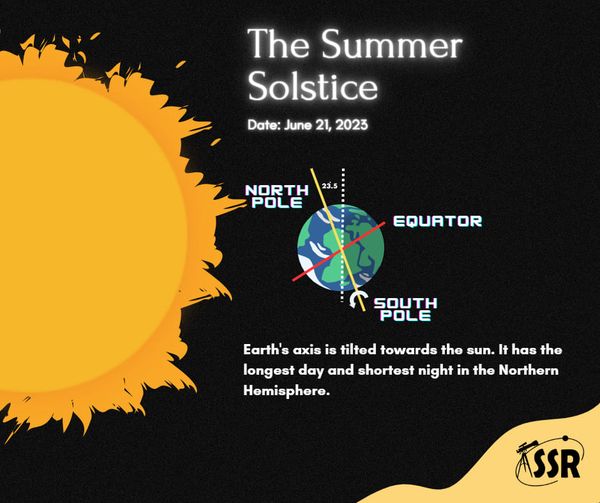 The Summer
Solstice
Date: June 21, 2023
NORTH
POLE
23.5
EQUATOR
SOUTH
POLE
Earth's axis is tilted towards the sun. It has the
longest day and shortest night in the Northern
Hemisphere.
SSR